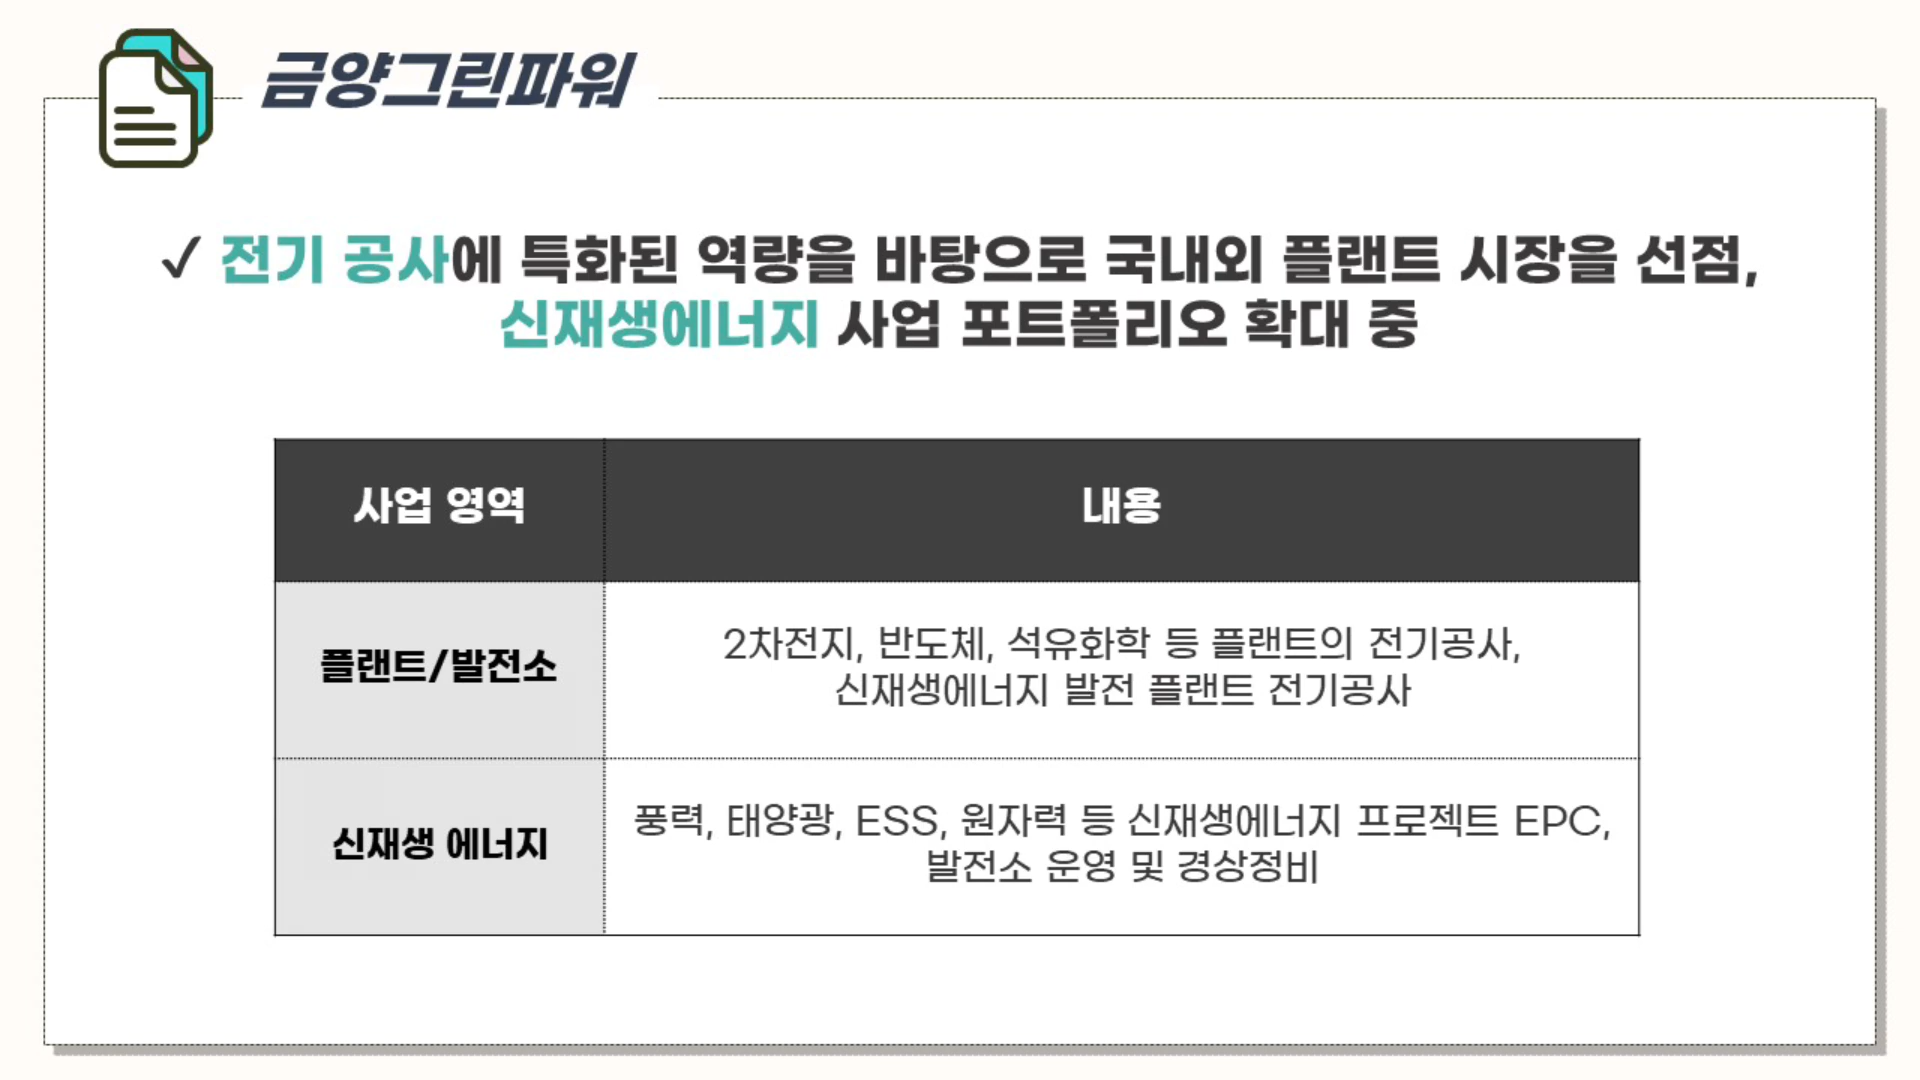 금양그린파워
✓ 전기 공사에 특화된 역량을 바탕으로 국내외 플랜트 시장을 선점,
신재생에너지 사업 포트폴리오 확대 중
사업 영역 내용
플랜트/발전소
2차전지, 반도체, 석유화학 등 플랜트의 전기공사,
신재생에너지 발전 플랜트 전기공사
신재생 에너지
풍력, 태양광, ESS, 원자력 등 신재생에너지 프로젝트 EPC,
발전소 운영 및 경상정비